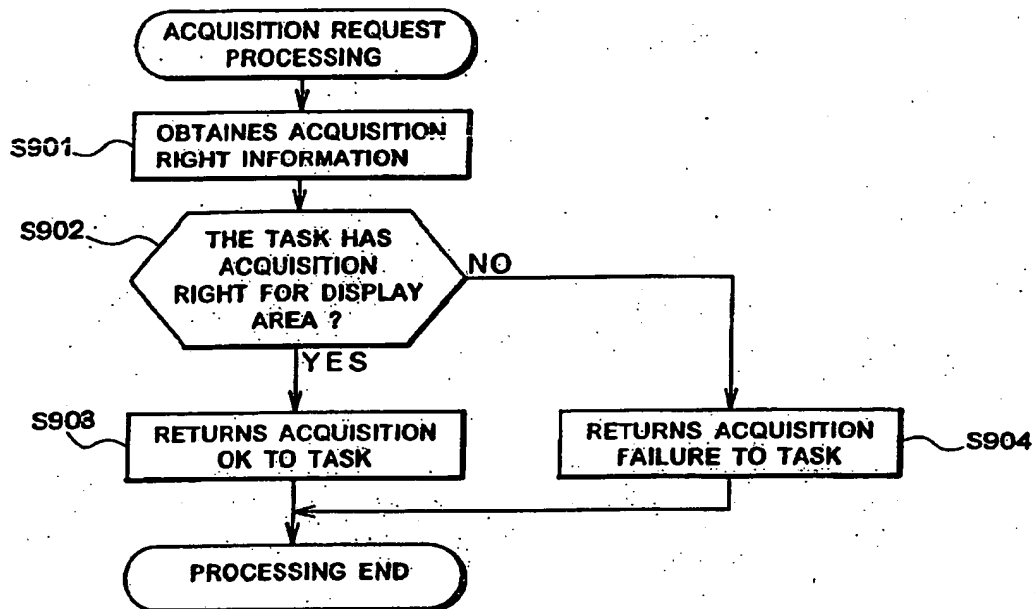 ACQUISITION REQUEST
PROCESSING
S901
OBTAINES ACQUISITION
RIGHT INFORMATION
S902
THE TASK HAS
ACQUISITION
RIGHT FOR DISPLAY
AREA ?
NO
YES
S903
RETURNS ACQUISITION
OK TO TASK
RETURNS ACQUISITION
FAILURE TO TASK
S904
PROCESSING END